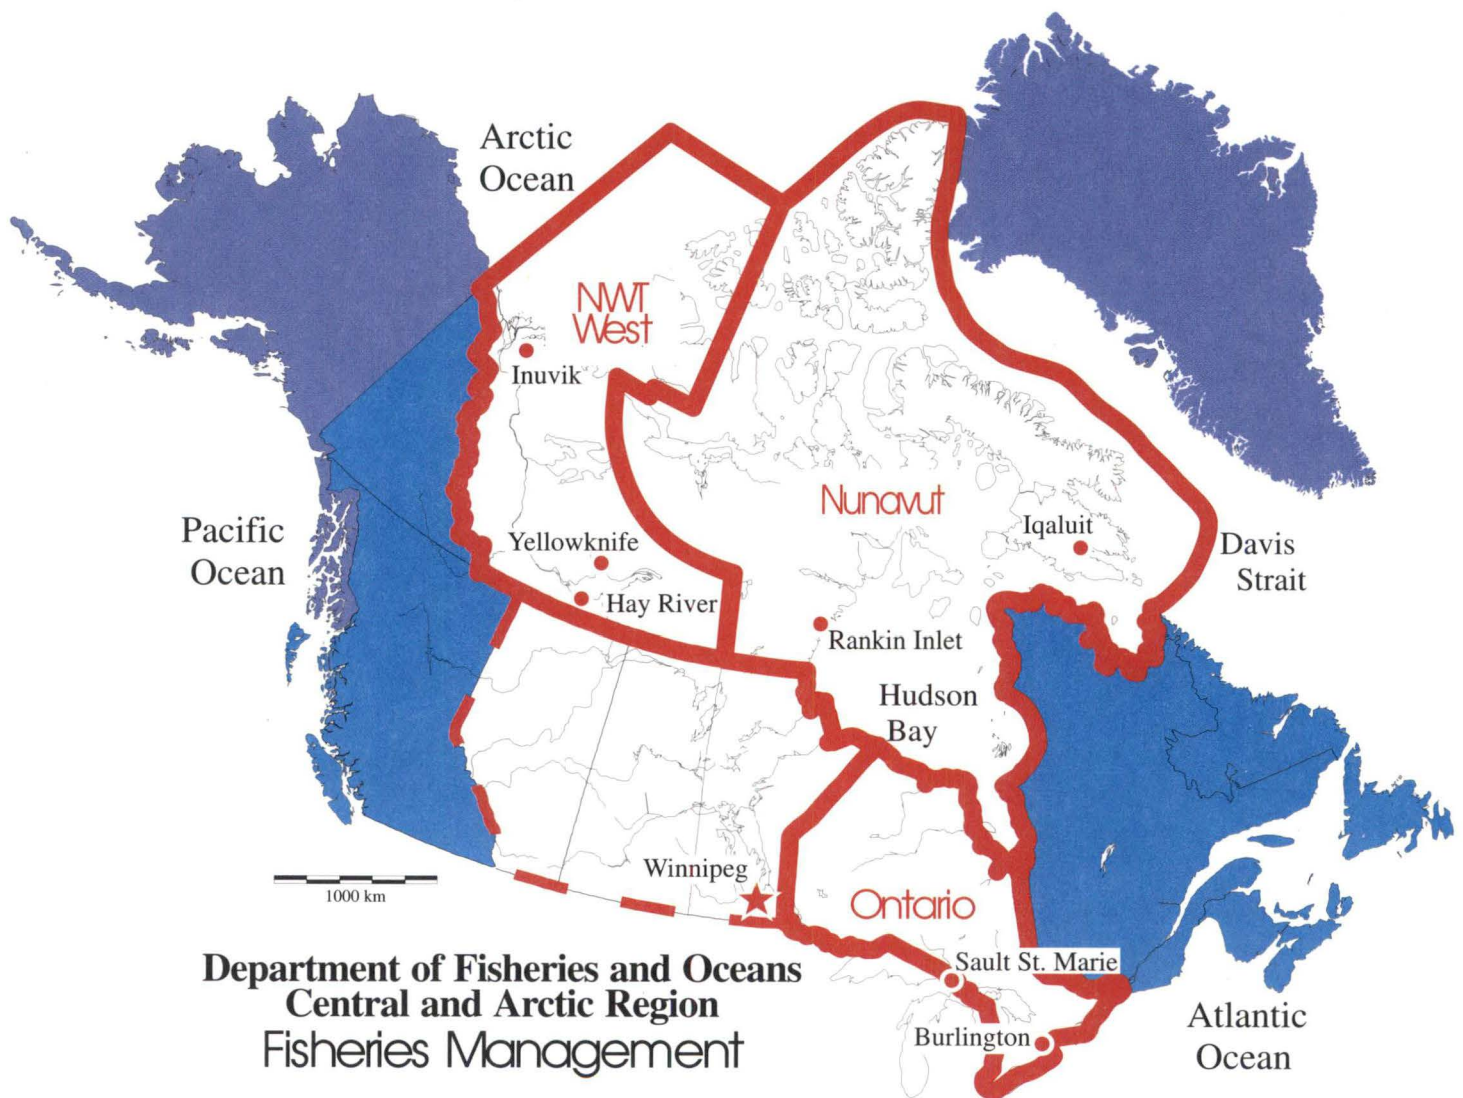 Arctic
Ocean
NWT
West
Inuvik
Nunavut
Pacific
Ocean
Yellowknife
Iqaluit
Davis
Strait
Hay River
Rankin Inlet
Hudson
Bay
Winnipeg
1000 km
Ontario
Sault St. Marie
Department of Fisheries and Oceans
Central and Arctic Region
Fisheries Management
Burlington
Atlantic
Ocean